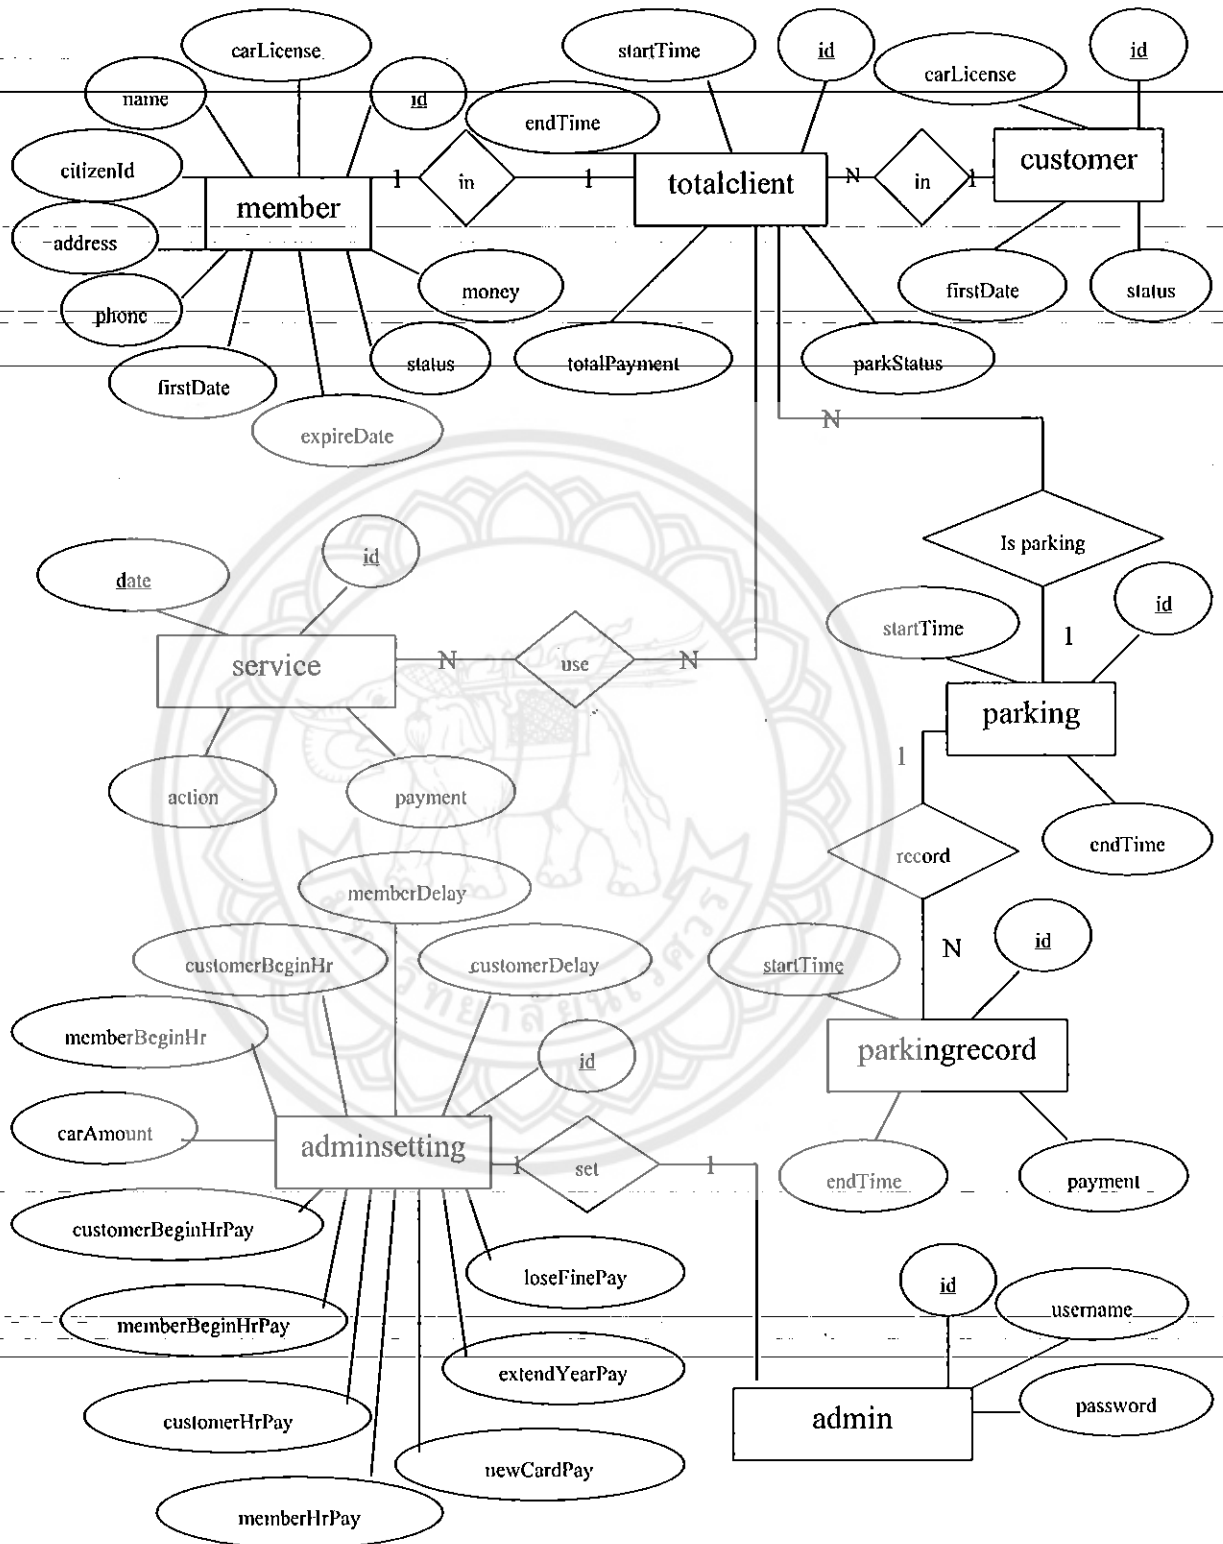 carLicense
startTime
id
id
carLicense
name
id
endTime
citizenId
1
in
1
totalclient
N
in
1
customer
member
address
phone
money
firstDate
status
firstDate
status
totalPayment
parkStatus
expireDate
N
Is parking
date
id
startTime
id
1
service
N
use
N
parking
1
action
payment
endTime
record
memberDelay
customerBeginHr
customerDelay
startTime
N
id
memberBeginHr
id
parkingrecord
carAmount
adminsetting
1
set
1
endTime
payment
customerBeginHrPay
loseFinePay
id
username
memberBeginHrPay
extendYearPay
password
customerHrPay
admin
newCardPay
memberHrPay